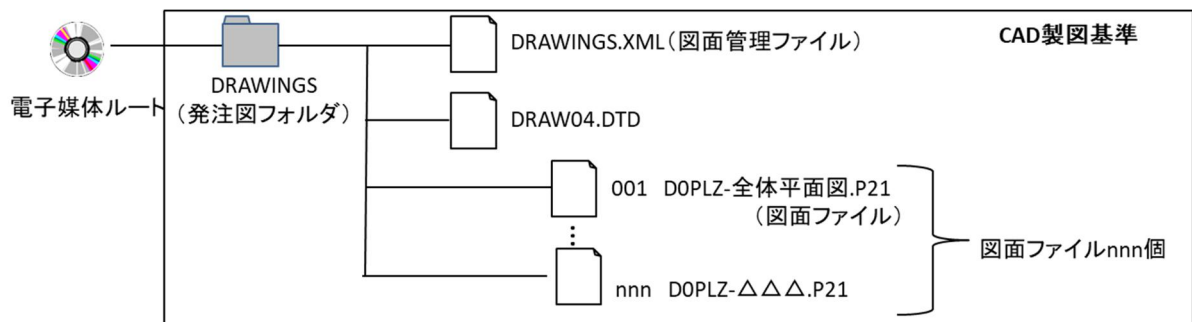 DRAWINGS.XML(図面管理ファイル)
CAD製図基準
DRAWINGS
(発注図フォルダ)
電子媒体ルート
DRAW04.DTD
001 D0PLZ-全体平面図.P21
(図面ファイル)
図面ファイルnnn個
nnn D0PLZ-△△△.P21